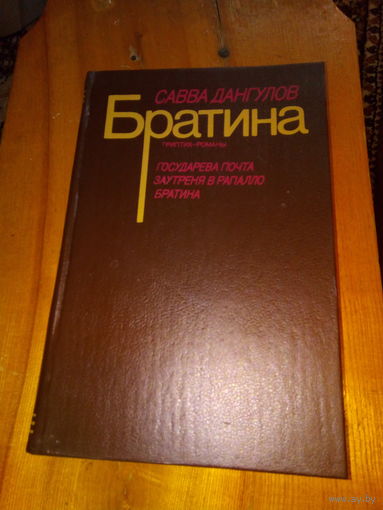 САВВА ДАНГУЛОВ
Братина
ТРИПТИХ-РОМАНЫ
ГОСУДАРЕВА ПОЧТА
ЗАУТРЕНЯ В РАПАЛЛО
БРАТИНА